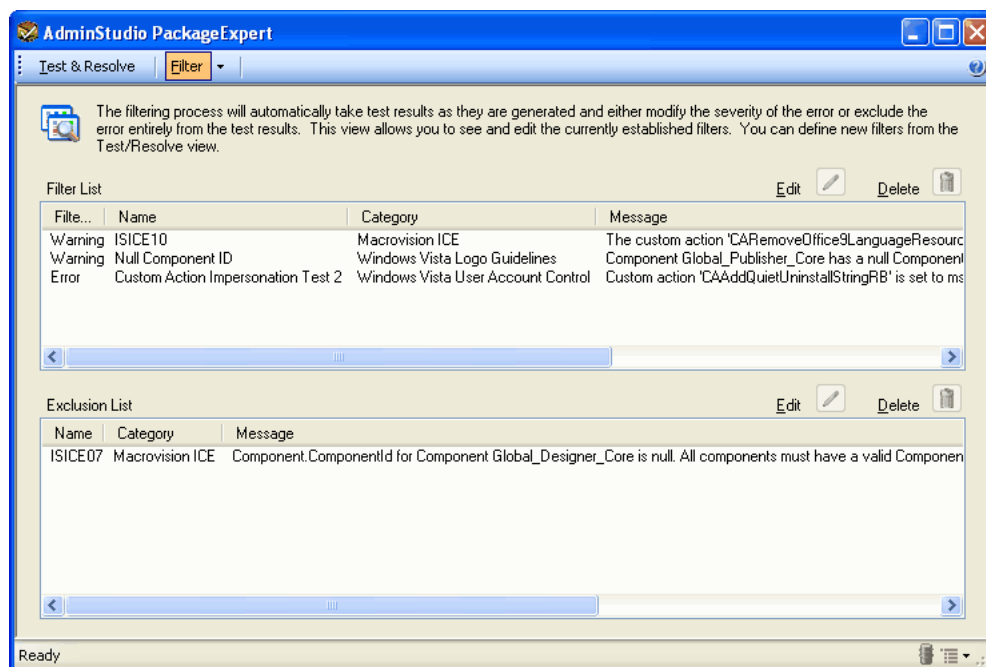 AdminStudio PackageExpert
Test & Resolve Filter
The filtering process will automatically take test results as they are generated and either modify the severity of the error or exclude the
error entirely from the test results. This view allows you to see and edit the currently established filters. You can define new filters from the
Test/Resolve view.
Filter List Edit Delete
Filte... Name Category Message
Warning ISICE10 Macrovision ICE The custom action 'CARemoveOffice9LanguageResourc
Warning Null Component ID Windows Vista Logo Guidelines Component Global_Publisher_Core has a null Component
Error Custom Action Impersonation Test 2 Windows Vista User Account Control Custom action 'CAAddQuietUninstallStringRB' is set to ms
Exclusion List Edit Delete
Name Category Message
ISICE07 Macrovision ICE Component.ComponentId for Component Global_Designer_Core is null. All components must have a valid Componen
Ready